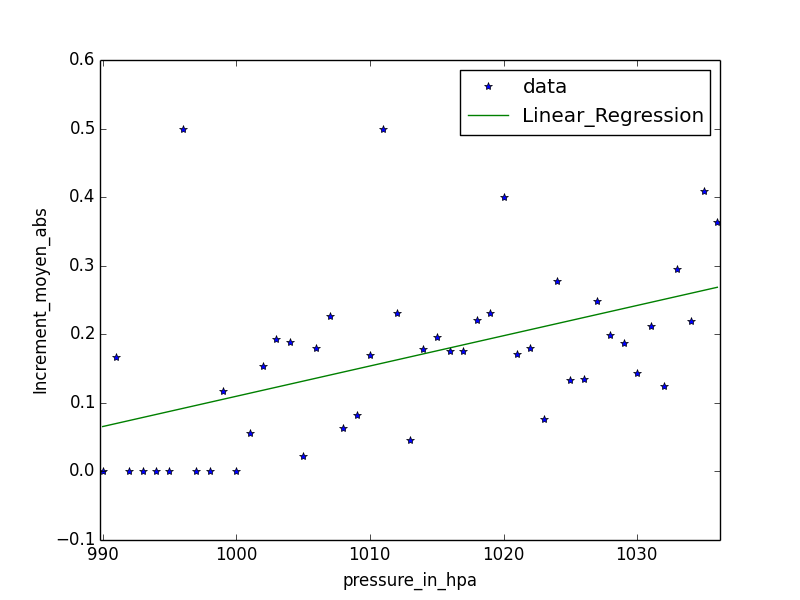 0.6
0.5
0.4
0.3
0.2
0.1
0.0
−0.1
990 1000 1010 1020 1030
pressure_in_hpa
Increment_moyen_abs
data
Linear_Regression